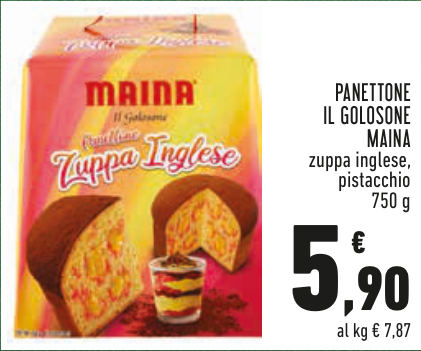 MAINA
Il Golosone
Panettone
Zuppa Inglese
PANETTONE
IL GOLOSONE
MAINA
zuppa inglese,
pistacchio
750 g
5,90 €
al kg € 7,87